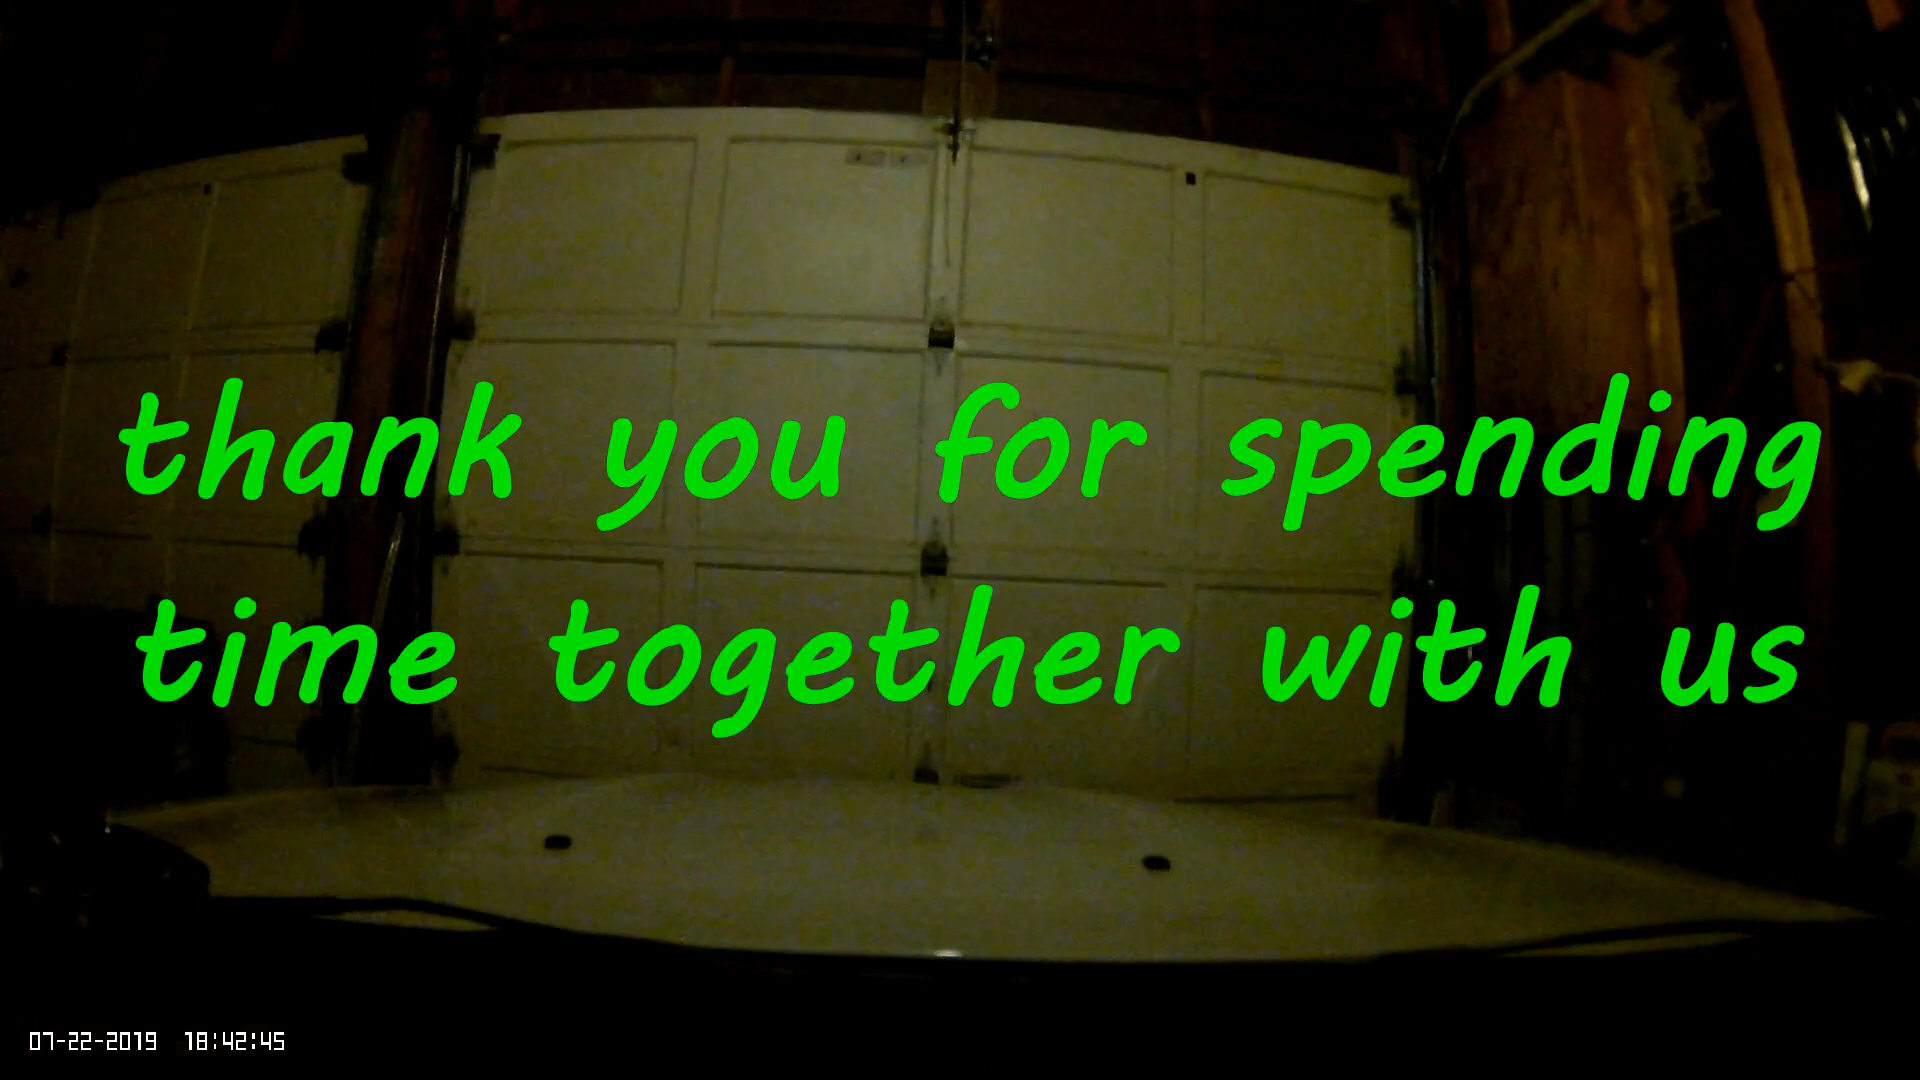 thank you for spending
time together with us
07-22-2019 18:42:45